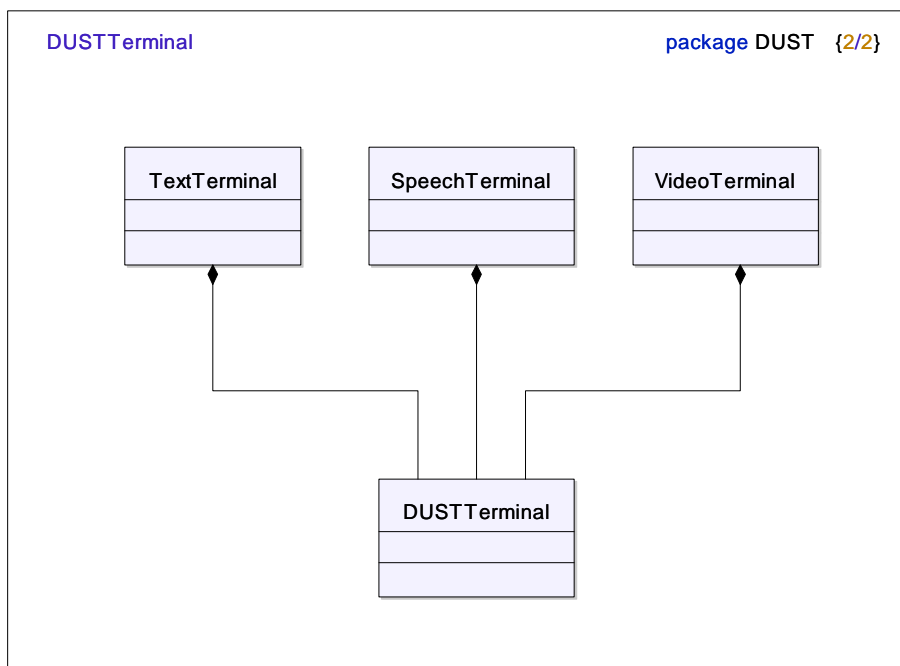 DUSTTerminal
package DUST {2/2}
TextTerminal
SpeechTerminal
VideoTerminal
DUSTTerminal